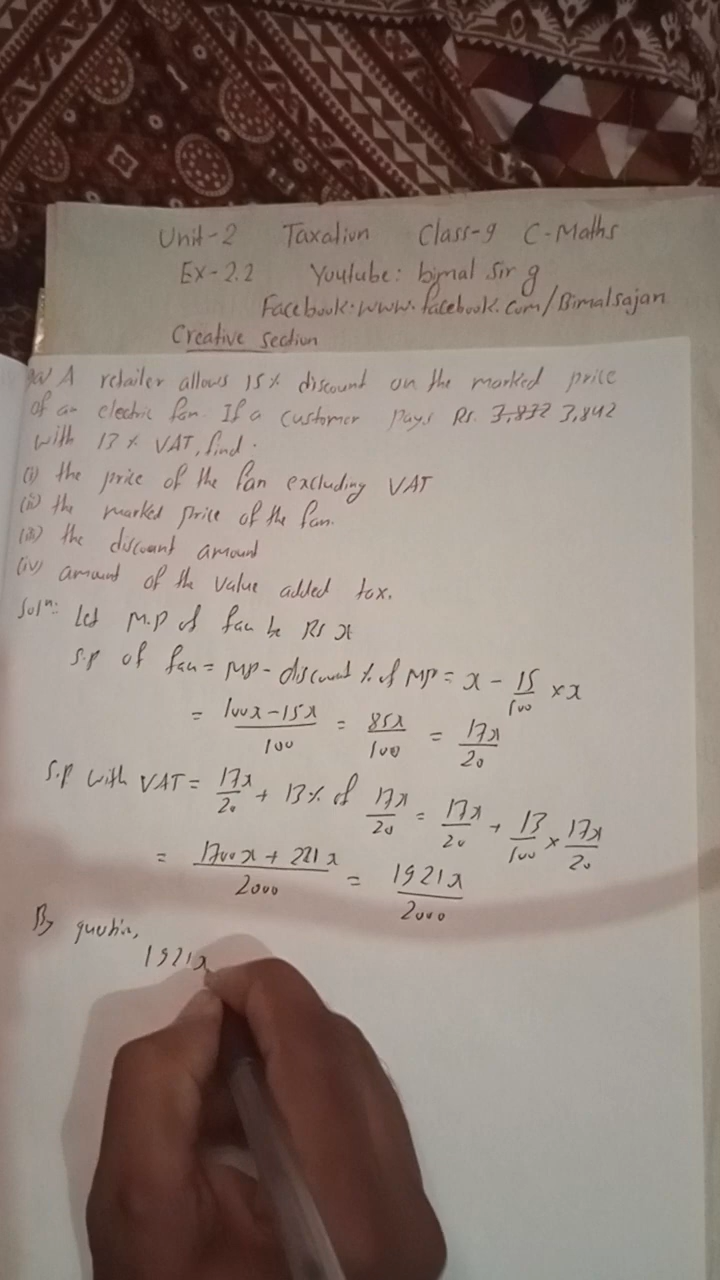 Unit-2 Taxation Class-9 C-Maths
Ex-2.2 Youtube: bimal sir g
Facebook:www.facebook.com/Bimalsajan
Creative section
A retailer allows 15% discount on the marked price
of an electric fan. If a customer pays Rs. 3,832 3,842
with 13% VAT, find.
(i) the price of the fan excluding VAT
(ii) the marked price of the fan.
(iii) the discount amount
(iv) amount of the value added tax.
Solⁿ: Let M.P of fan be Rs x
S.P of fan = MP - discount % of MP = x - 15/100 × x
= 100x-15x/100 = 85x/100 = 17x/20
S.P with VAT = 17x/20 + 13% of 17x/20 = 17x/20 + 13/100 × 17x/20
= 1700x + 221x/2000 = 1921x/2000
By question,
1921x